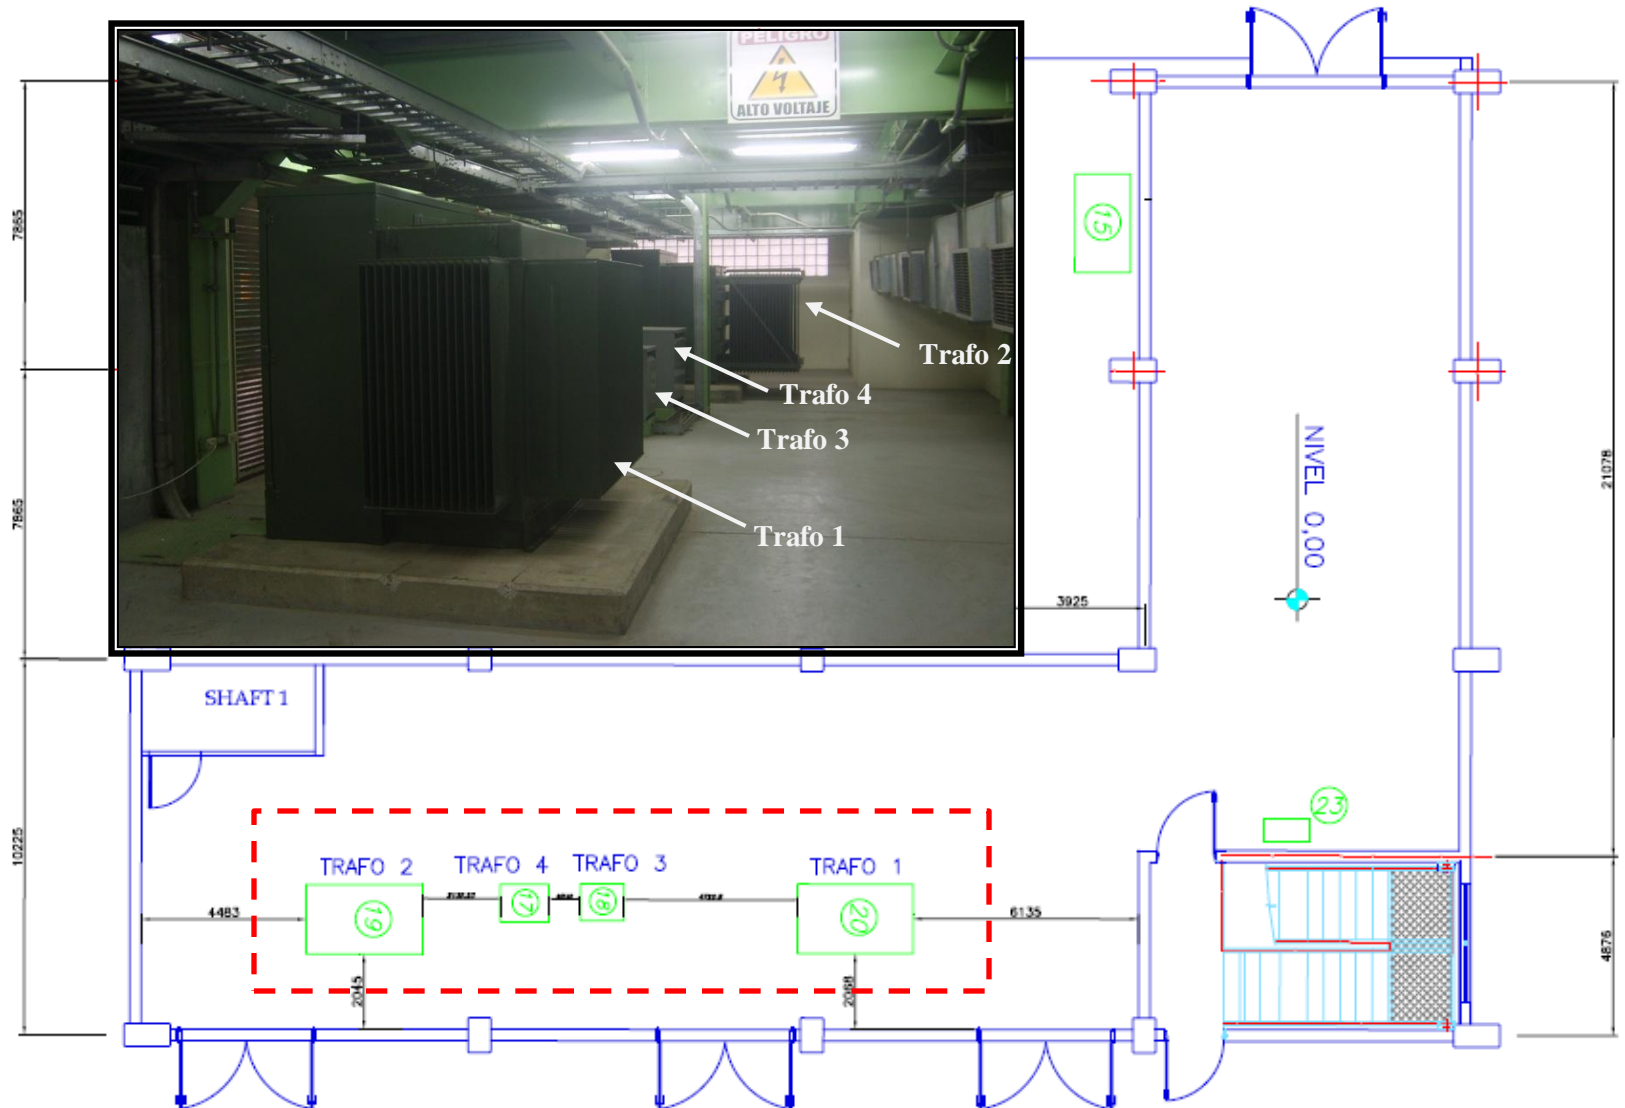 PELIGRO
ALTO VOLTAJE
Trafo 2
Trafo 4
Trafo 3
Trafo 1
15
7865
7865
10225
21078
4876
NIVEL 0,00
3925
SHAFT 1
23
TRAFO 2
TRAFO 4
TRAFO 3
TRAFO 1
4483
19
17
18
20
6135
2045
2068